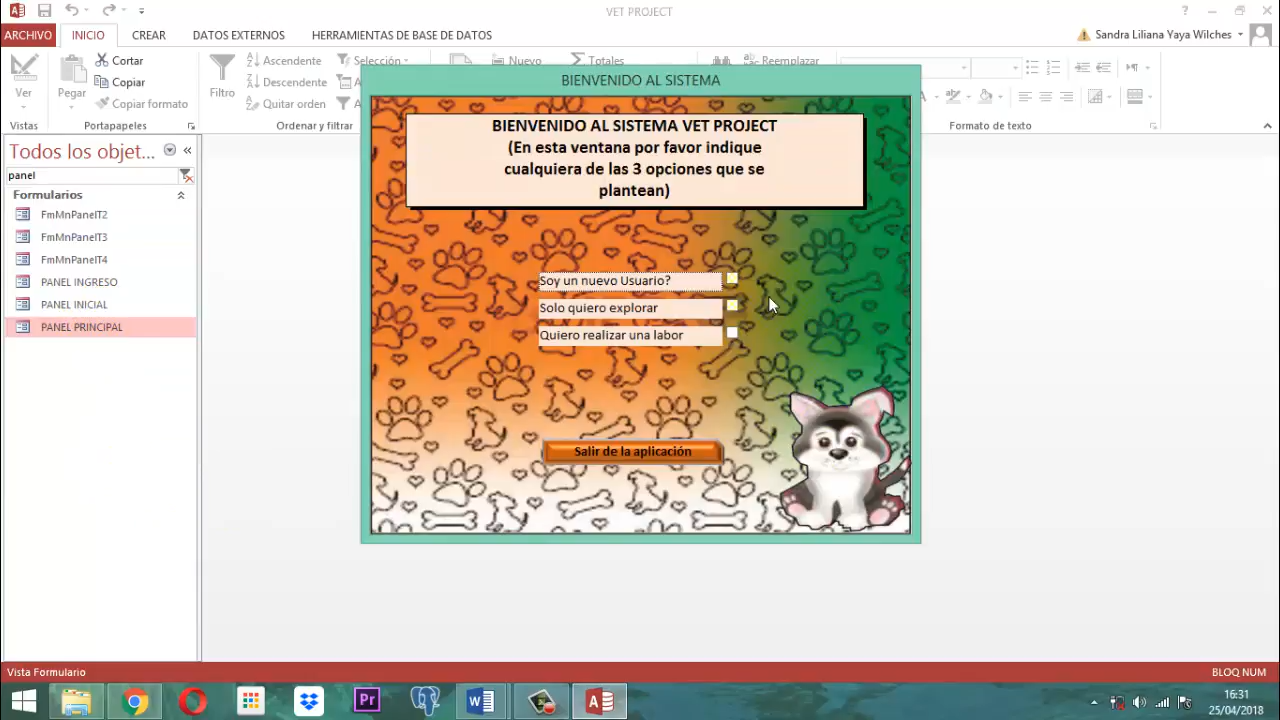 VET PROJECT
ARCHIVO INICIO CREAR DATOS EXTERNOS HERRAMIENTAS DE BASE DE DATOS
Sandra Liliana Yaya Wilches
Ver
Vistas
Pegar
Cortar
Copiar
Copiar formato
Portapapeles
Filtro
Ascendente
Descendente
Quitar orden
Selección
Ordenar y filtrar
Nuevo
Totales
Reemplazar
Formato de texto
Todos los objet...
panel
Formularios
FmMnPanelT2
FmMnPanelT3
FmMnPanelT4
PANEL INGRESO
PANEL INICIAL
PANEL PRINCIPAL
BIENVENIDO AL SISTEMA
BIENVENIDO AL SISTEMA VET PROJECT
(En esta ventana por favor indique
cualquiera de las 3 opciones que se
plantean)
Soy un nuevo Usuario?
Solo quiero explorar
Quiero realizar una labor
Salir de la aplicación
Vista Formulario
BLOQ NUM
16:31
25/04/2018